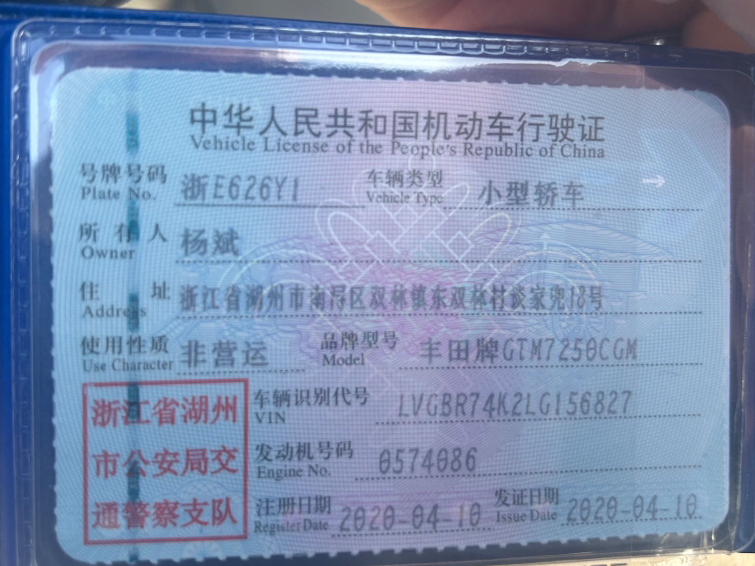 中华人民共和国机动车行驶证
Vehicle License of the People's Republic of China
号牌号码 浙E626Y1 车辆类型 小型轿车
Plate No. Vehicle Type
所有人 杨斌
Owner
住址 浙江省湖州市南浔区双林镇东双林村谈家兜18号
Address
使用性质 非营运 品牌型号 丰田牌GTM7250CGM
Use Character Model
浙江省湖州 车辆识别代号 LVGBR74K2LG156827
VIN
市公安局交 发动机号码 0574086
Engine No.
通警察支队 注册日期 2020-04-10 发证日期 2020-04-10
Register Date Issue Date